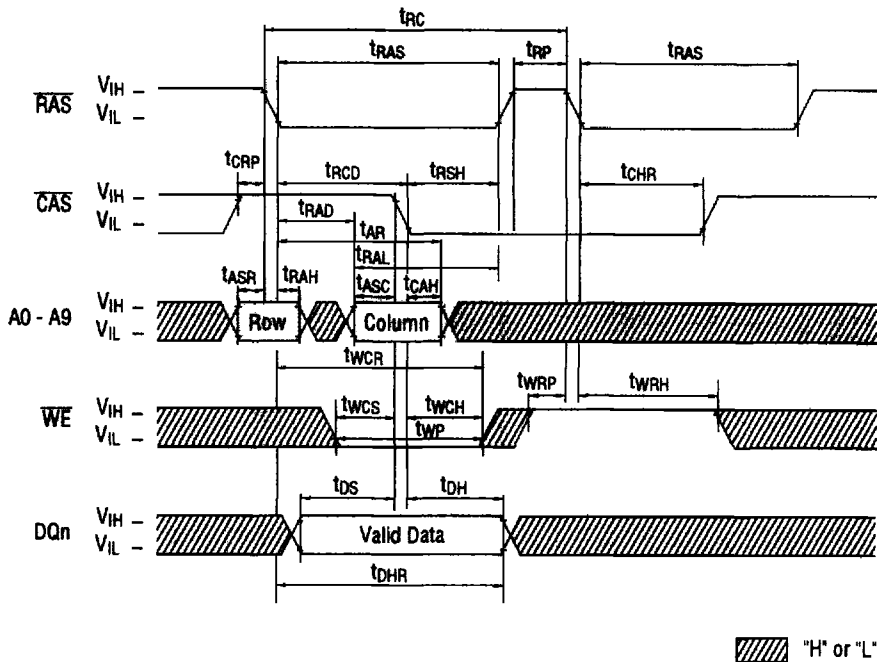 tRC
tRAS tRP tRAS
RAS VIH –
VIL –
tCRP tRCD tRSH tCHR
CAS VIH –
VIL –
tRAD
tAR
tRAL
tASR tRAH tASC tCAH
A0 - A9 VIH –
VIL –
Row Column
tWCR
tWRP tWRH
WE VIH –
VIL –
tWCS tWCH
tWP
tDS tDH
DQn VIH –
VIL –
Valid Data
tDHR
"H" or "L"